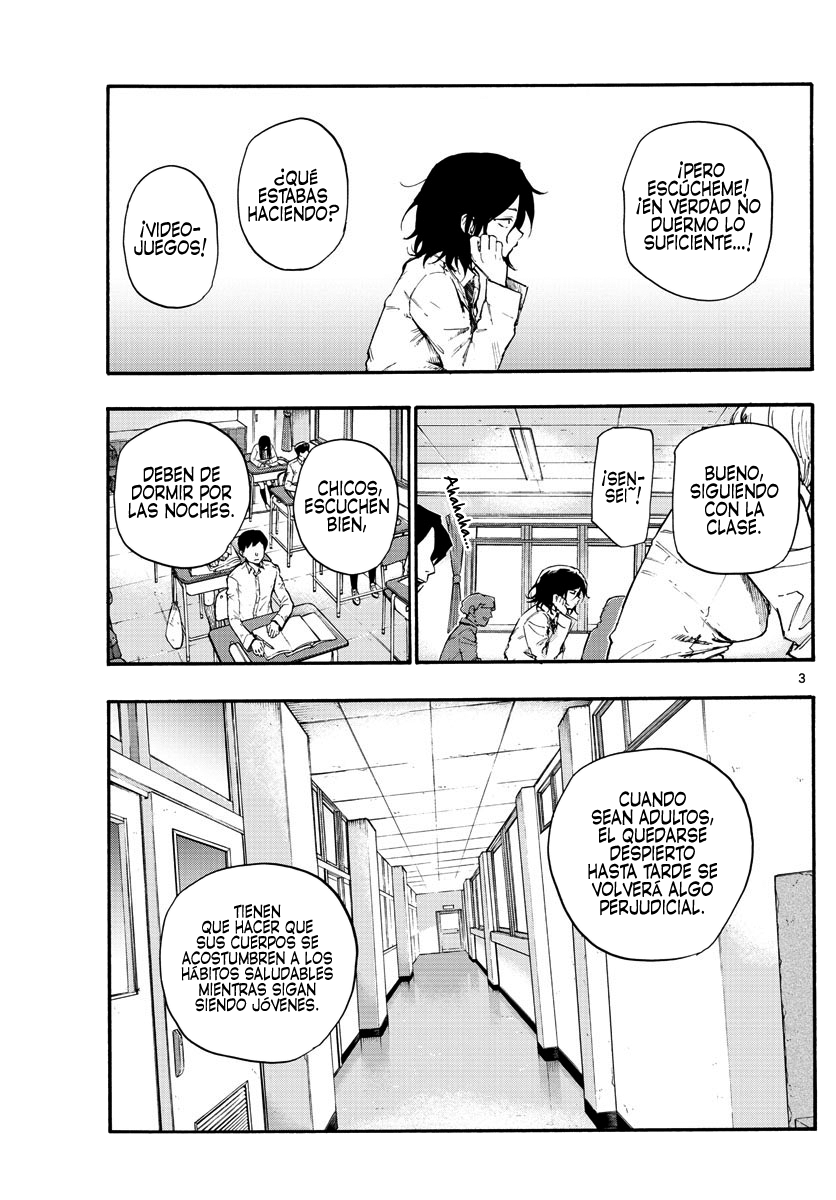 ¡PERO
ESCÚCHEME!
¡EN VERDAD NO
DUERMO LO
SUFICIENTE...!
¿QUÉ
ESTABAS
HACIENDO?
¡VIDEO-
JUEGOS!
BUENO,
SIGUIENDO
CON LA
CLASE.
¡SEN-
SEI~!
Ahahaha...
CHICOS,
ESCUCHEN
BIEN,
DEBEN DE
DORMIR POR
LAS NOCHES.
3
CUANDO
SEAN ADULTOS,
EL QUEDARSE
DESPIERTO
HASTA TARDE SE
VOLVERÁ ALGO
PERJUDICIAL.
TIENEN
QUE HACER QUE
SUS CUERPOS SE
ACOSTUMBREN A LOS
HÁBITOS SALUDABLES
MIENTRAS SIGAN
SIENDO JÓVENES.